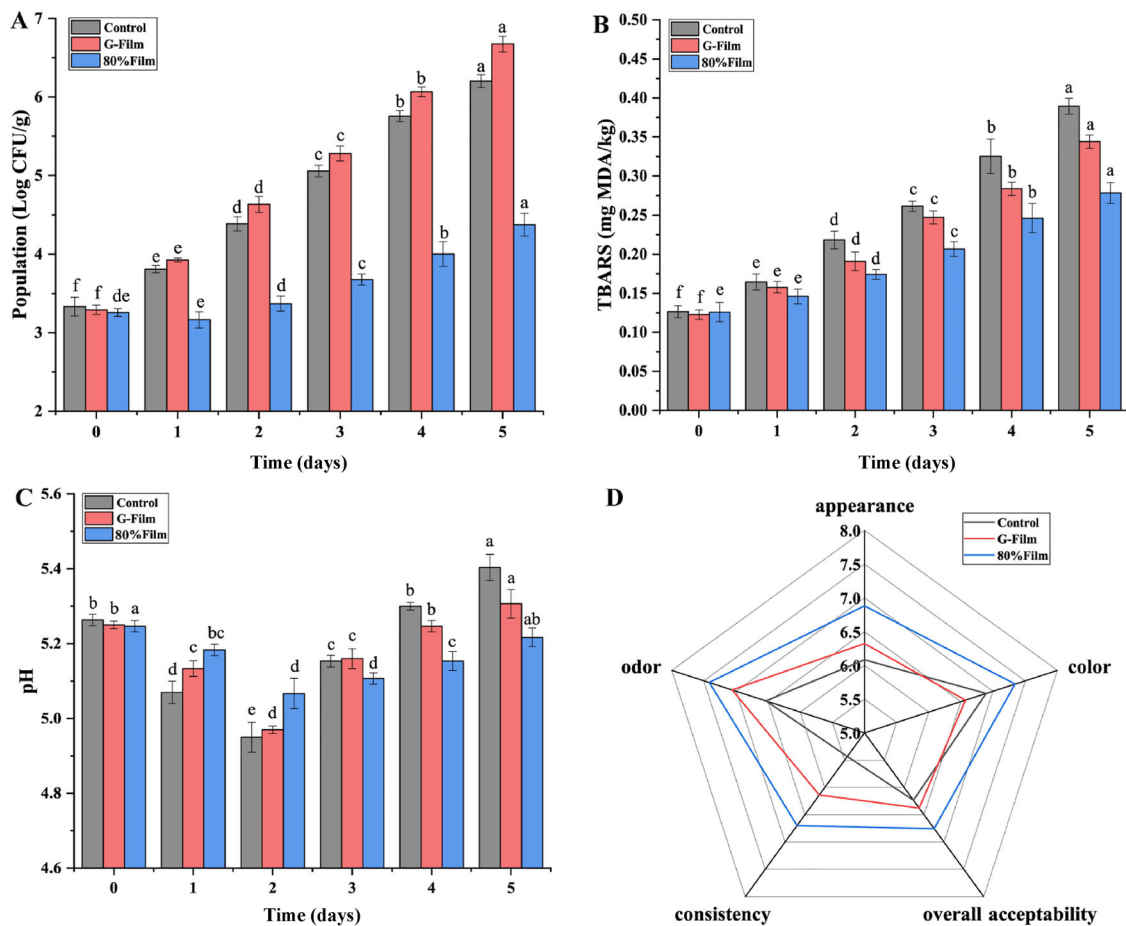 A
Control
G-Film
80%Film
Population (Log CFU/g)
7
6
5
4
3
2
f f de
e e e
d d d
c c c
b b b
a a a
0 1 2 3 4 5
Time (days)
B
Control
G-Film
80%Film
TBARS (mg MDA/kg)
0.50
0.45
0.40
0.35
0.30
0.25
0.20
0.15
0.10
0.05
0.00
f f f
e e e
d d d
c c c
b b b
a a a
0 1 2 3 4 5
Time (days)
C
Control
G-Film
80%Film
pH
5.6
5.4
5.2
5.0
4.8
4.6
b b a
d c bc
e d d
c c d
b b c
a a ab
0 1 2 3 4 5
Time (days)
D
Control
G-Film
80%Film
appearance
color
overall acceptability
consistency
odor
8.0
7.5
7.0
6.5
6.0
5.5
5.0